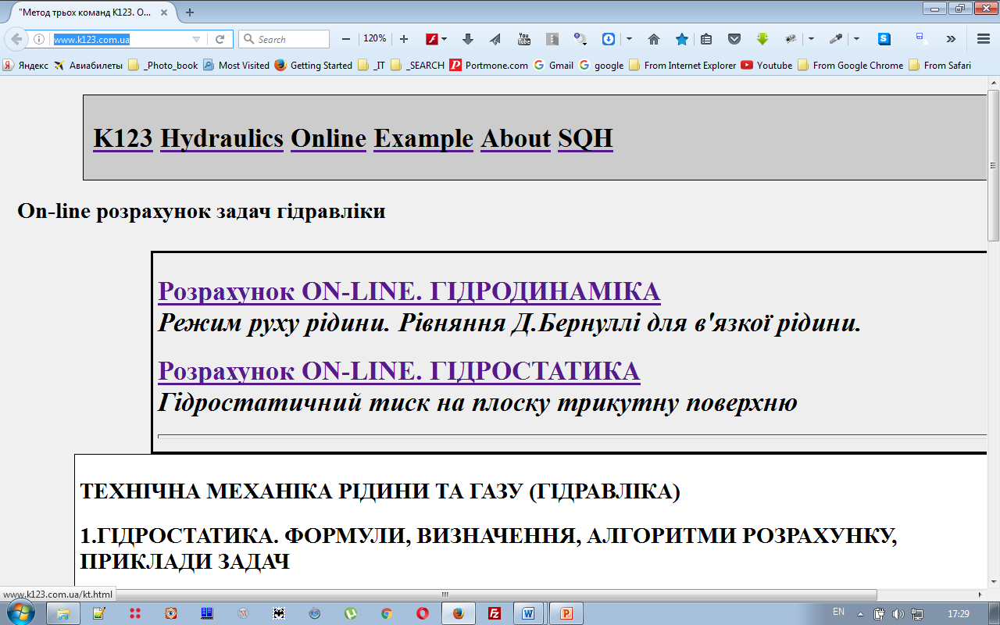 "Метод трьох команд К123. О...
www.k123.com.ua
Search
120%
Яндекс Авиабилеты _Photo_book Most Visited Getting Started _IT _SEARCH Portmone.com Gmail google From Internet Explorer Youtube From Google Chrome From Safari
K123 Hydraulics Online Example About SQH
On-line розрахунок задач гідравліки
Розрахунок ON-LINE. ГІДРОДИНАМІКА
Режим руху рідини. Рівняння Д.Бернуллі для в'язкої рідини.
Розрахунок ON-LINE. ГІДРОСТАТИКА
Гідростатичний тиск на плоску трикутну поверхню
ТЕХНІЧНА МЕХАНІКА РІДИНИ ТА ГАЗУ (ГІДРАВЛІКА)
1.ГІДРОСТАТИКА. ФОРМУЛИ, ВИЗНАЧЕННЯ, АЛГОРИТМИ РОЗРАХУНКУ,
ПРИКЛАДИ ЗАДАЧ
www.k123.com.ua/kt.html
EN
17:29